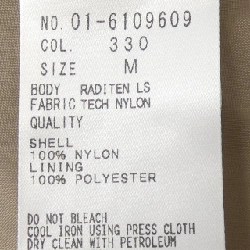 NO. 01-6109609
COL. 330
SIZE M
BODY RADITEN LS
FABRIC TECH NYLON
QUALITY
SHELL
100% NYLON
LINING
100% POLYESTER
DO NOT BLEACH
COOL IRON USING PRESS CLOTH
DRY CLEAN WITH PETROLEUM